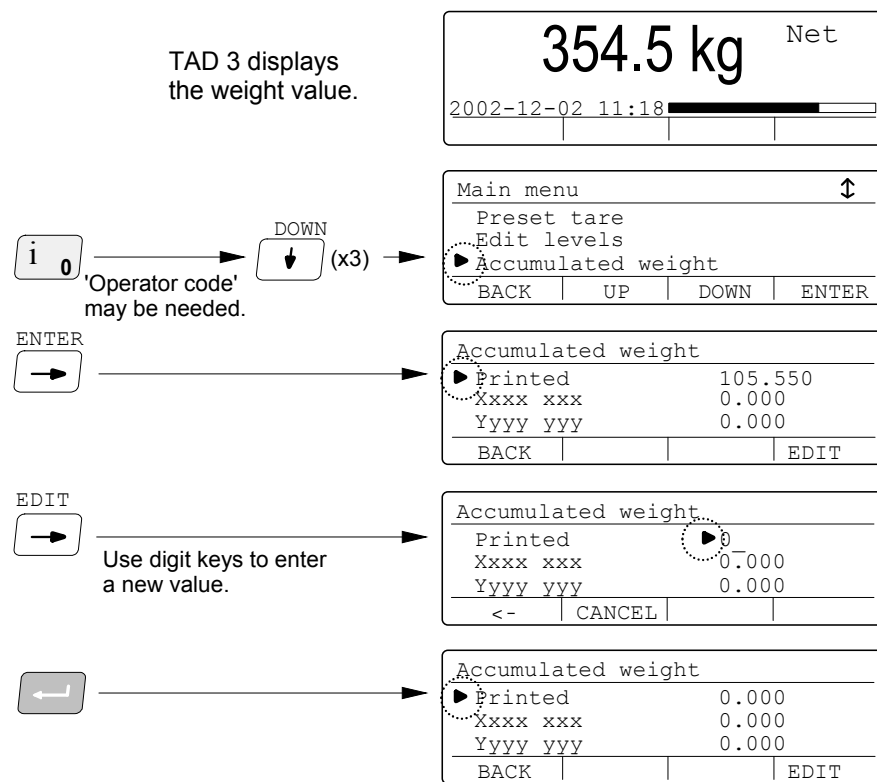 TAD 3 displays
the weight value.
354.5 kg Net
2002-12-02 11:18
Main menu
Preset tare
Edit levels
Accumulated weight
BACK UP DOWN ENTER
i 0
'Operator code'
may be needed.
DOWN
(x3)
ENTER
Accumulated weight
Printed 105.550
Xxxx xxx 0.000
Yyyy yyy 0.000
BACK EDIT
EDIT
Use digit keys to enter
a new value.
Accumulated weight
Printed 0_
Xxxx xxx 0.000
Yyyy yyy 0.000
<- CANCEL
Accumulated weight
Printed 0.000
Xxxx xxx 0.000
Yyyy yyy 0.000
BACK EDIT